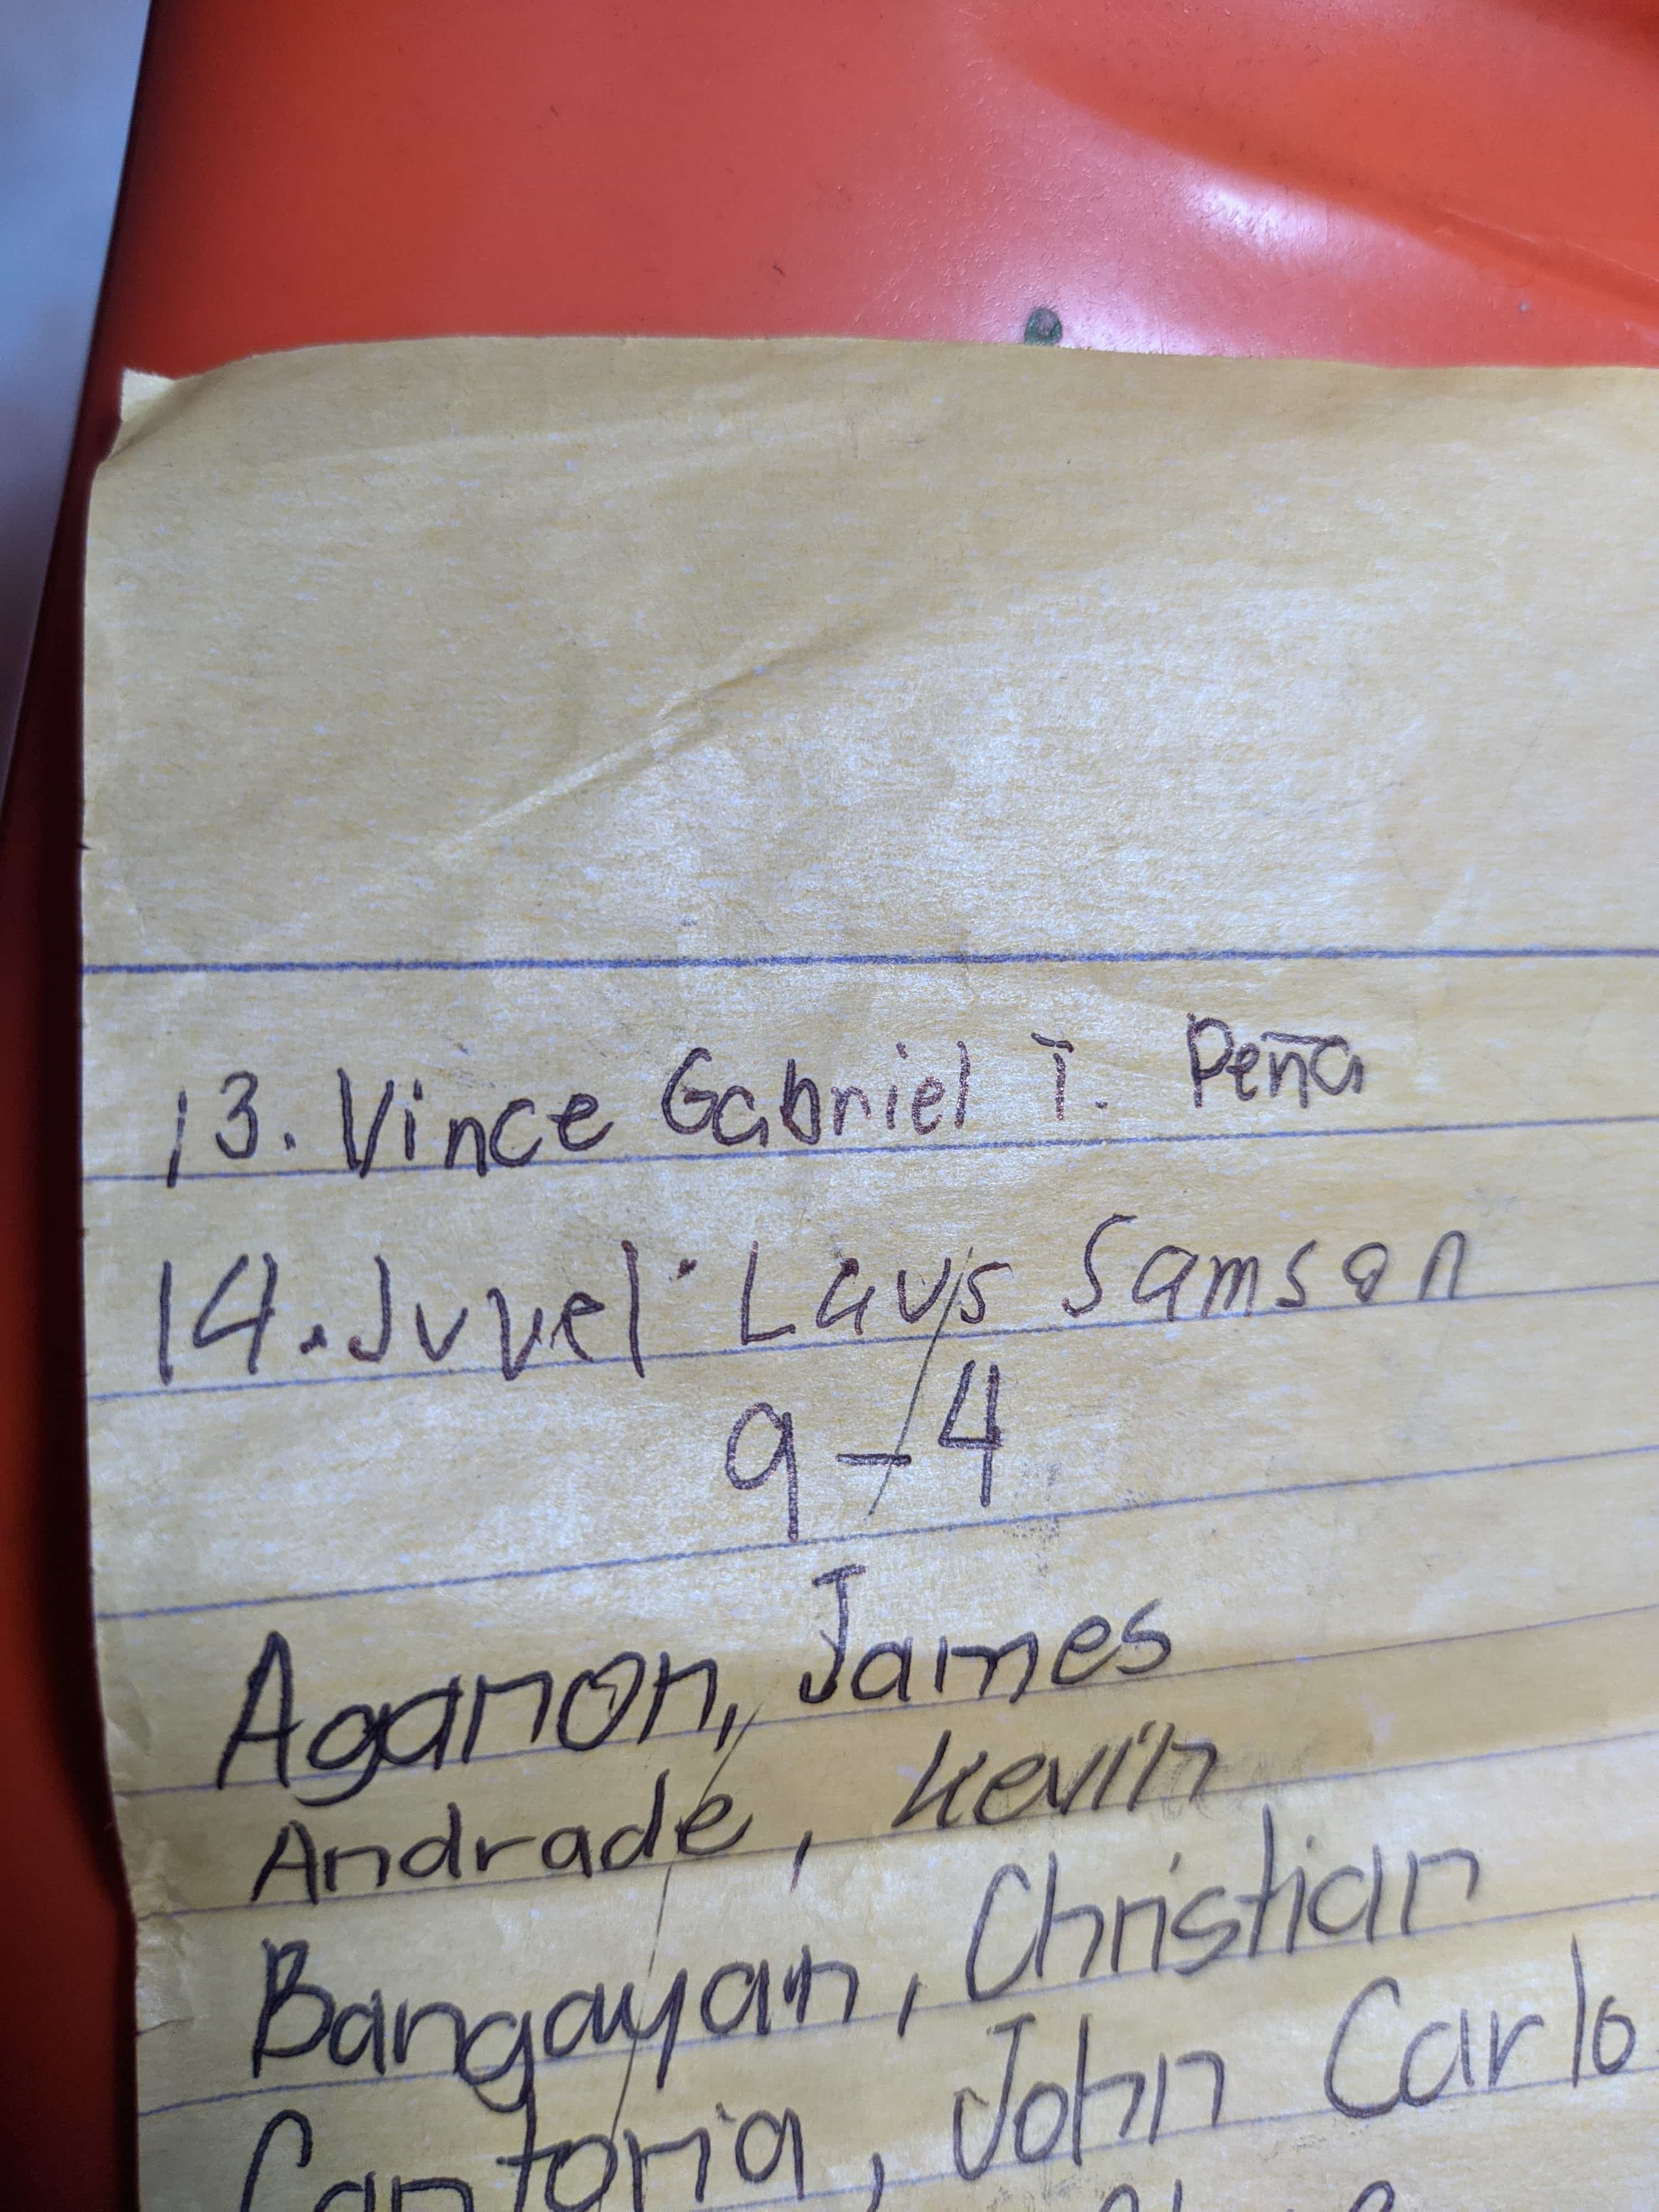 13. Vince Gabriel T. Peña
14. Juvel Laus Samson
9-4
Aganon, James
Andrade, Kevin
Bangayan, Christian
Cantoria, John Carlo